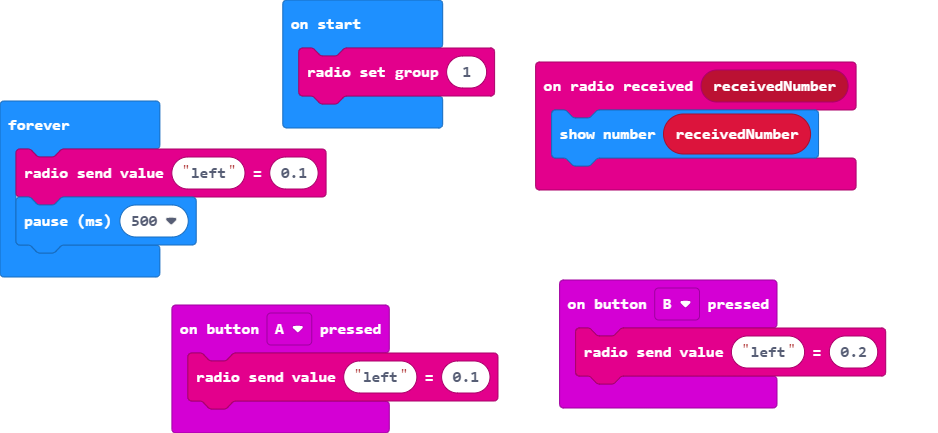 on start
radio set group 1
on radio received receivedNumber
show number receivedNumber
forever
radio send value "left" = 0.1
pause (ms) 500
on button A pressed
radio send value "left" = 0.1
on button B pressed
radio send value "left" = 0.2